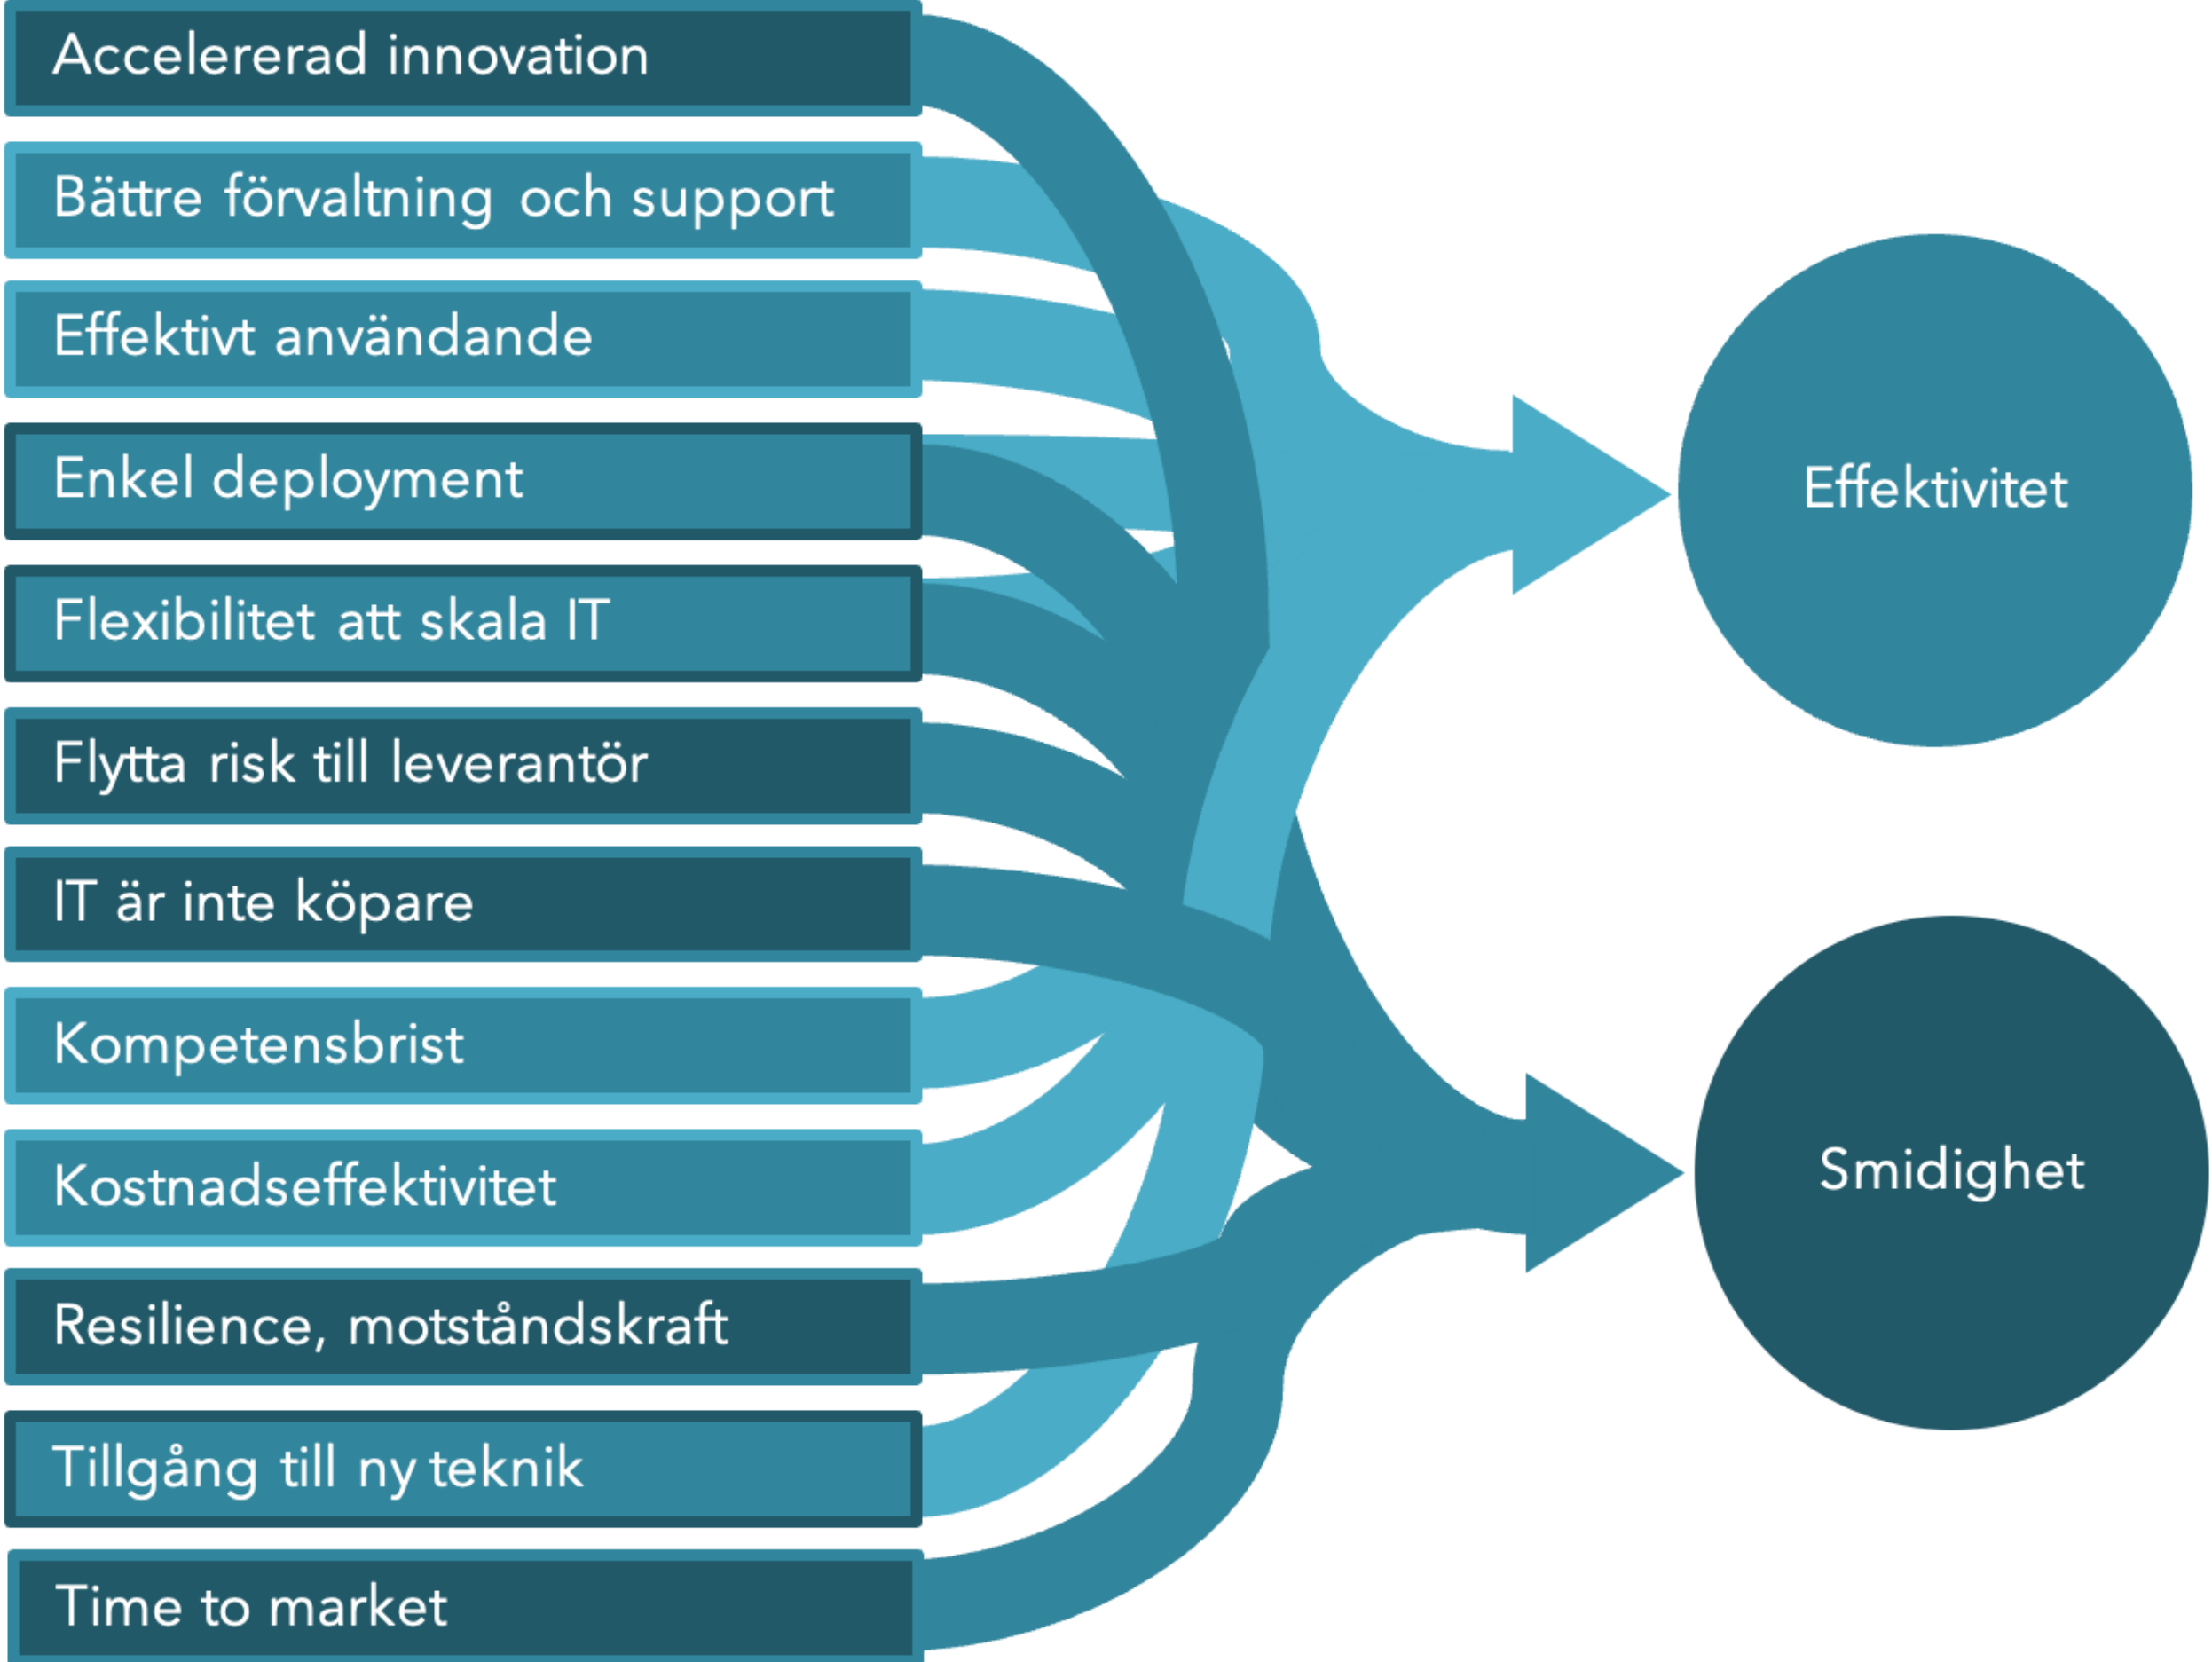 Accelererad innovation
Bättre förvaltning och support
Effektivt användande
Enkel deployment
Flexibilitet att skala IT
Flytta risk till leverantör
IT är inte köpare
Kompetensbrist
Kostnadseffektivitet
Resilience, motståndskraft
Tillgång till ny teknik
Time to market
Effektivitet
Smidighet